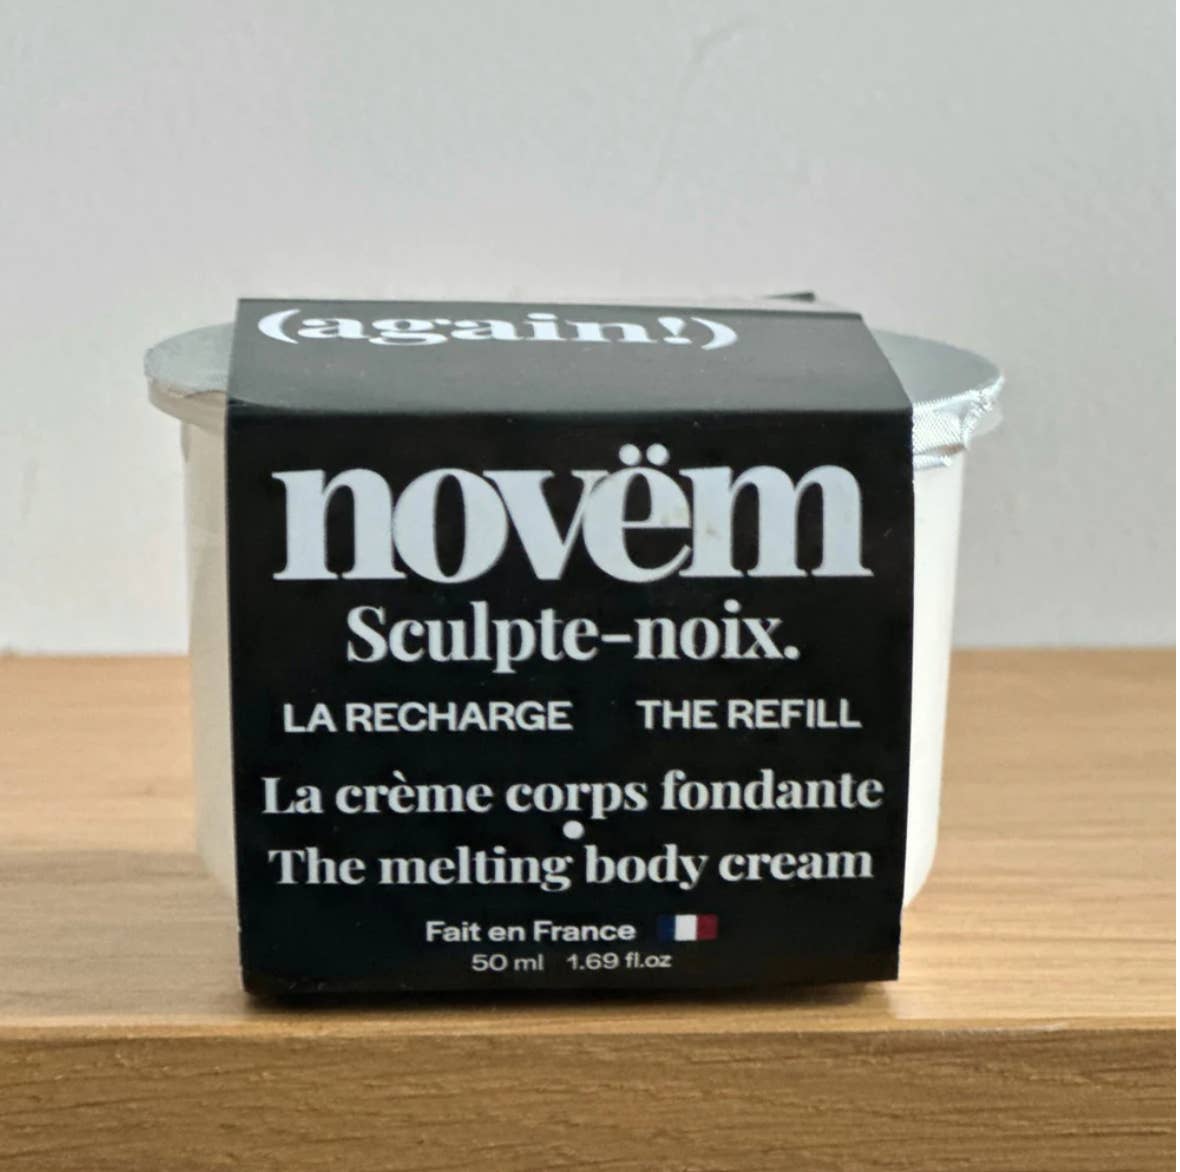 (again!)
novëm
Sculpte-noix.
LA RECHARGE THE REFILL
La crème corps fondante
•
The melting body cream
Fait en France
50 ml 1.69 fl.oz